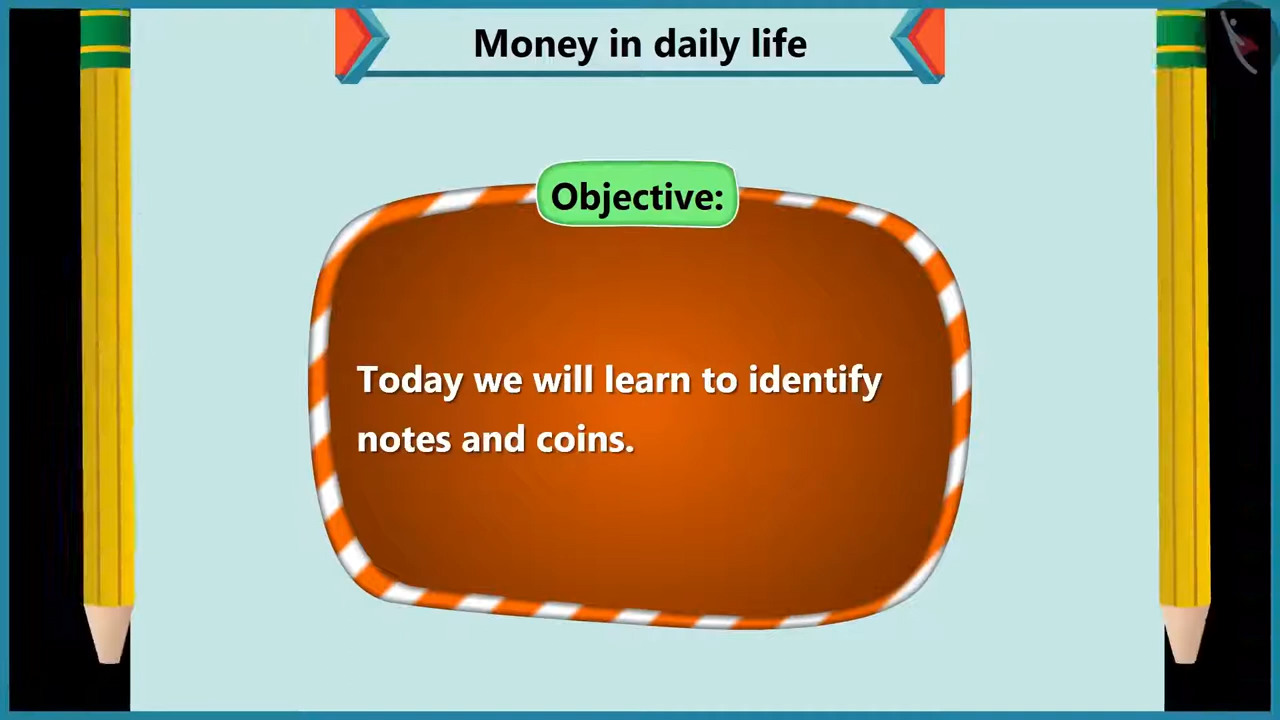 Money in daily life
Objective:
Today we will learn to identify
notes and coins.